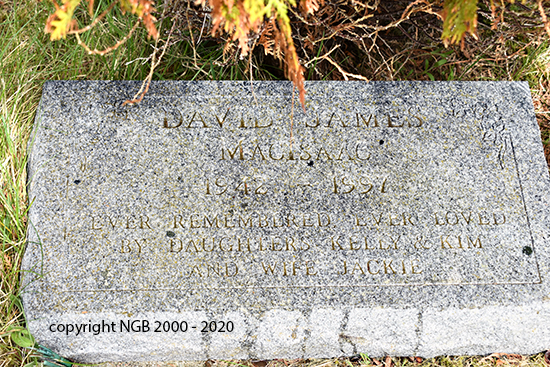 DAVID JAMES
MACISAAC
1942 - 1997
EVER REMEMBERED EVER LOVED
BY DAUGHTERS KELLY & KIM
AND WIFE JACKIE
copyright NGB 2000 - 2020